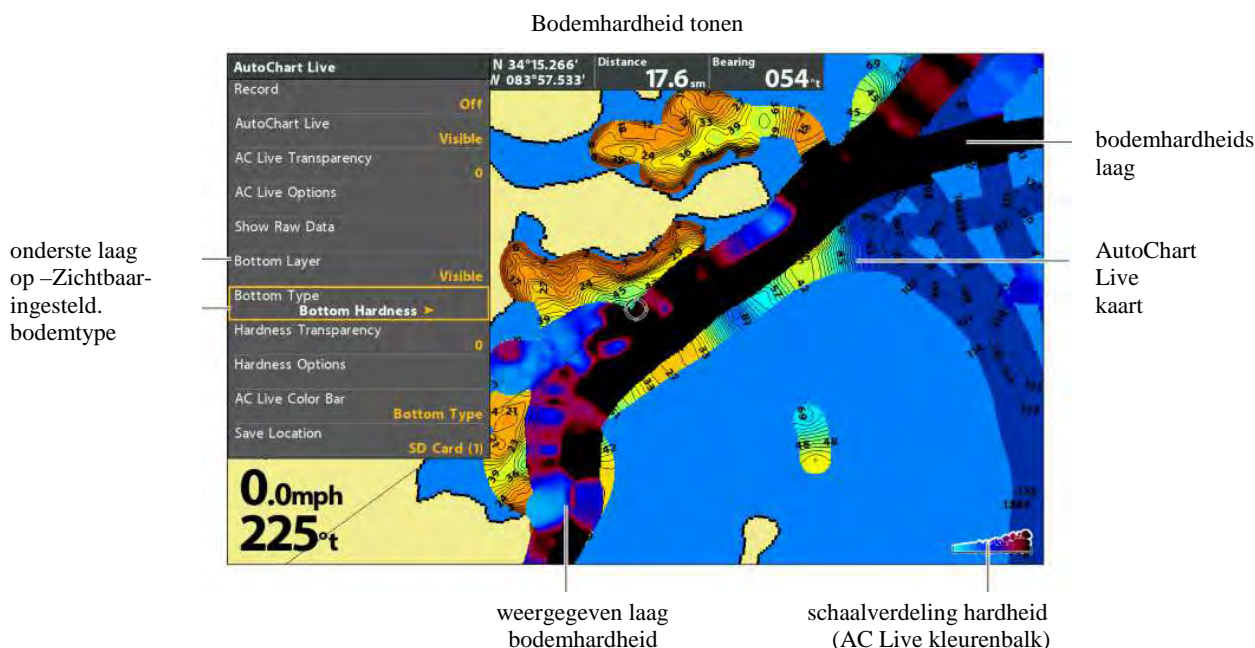 Bodemhardheid tonen
AutoChart Live
Record
Off
AutoChart Live
Visible
AC Live Transparency
0
AC Live Options
Show Raw Data
Bottom Layer
Visible
Bottom Type
Bottom Hardness
Hardness Transparency
0
Hardness Options
AC Live Color Bar
Bottom Type
Save Location
SD Card (1)
N 34°15.266'
W 083°57.533'
Distance
17.6 sm
Bearing
054 °t
0.0mph
225°t
onderste laag
op –Zichtbaar-
ingesteld.
bodemtype
bodemhardheids
laag
AutoChart
Live
kaart
weergegeven laag
bodemhardheid
schaalverdeling hardheid
(AC Live kleurenbalk)